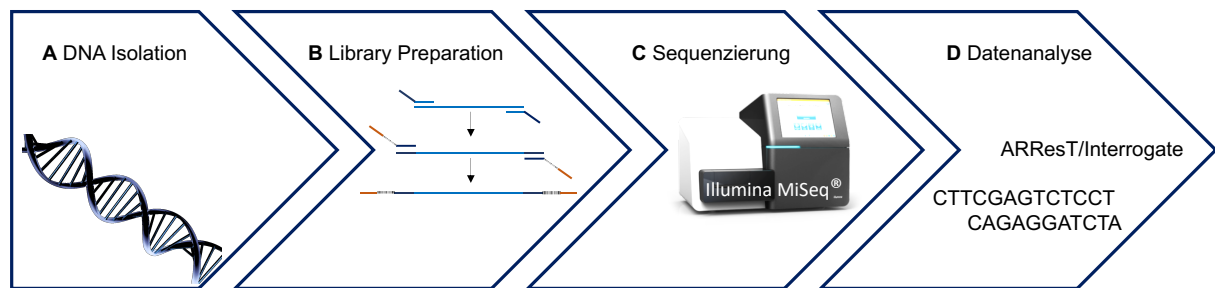 A DNA Isolation
B Library Preparation
C Sequenzierung
D Datenanalyse
Illumina MiSeq®
ARResT/Interrogate
CTTCGAGTCTCCT
CAGAGGATCTA